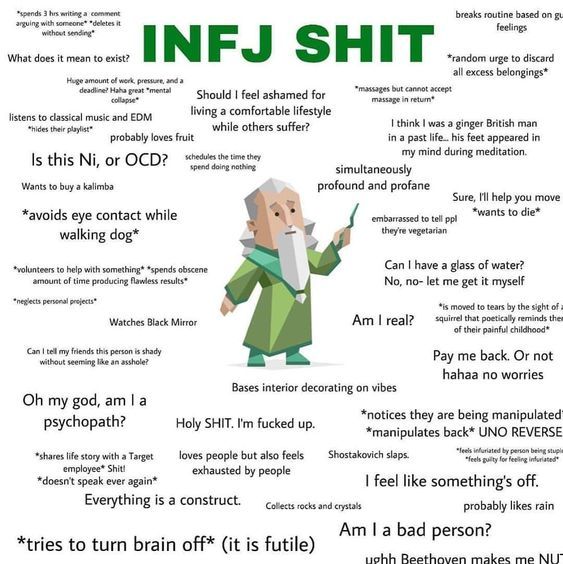 *spends 3 hrs writing a comment
arguing with someone* *deletes it
without sending*
INFJ SHIT
breaks routine based on gu
feelings
What does it mean to exist?
*random urge to discard
all excess belongings*
Huge amount of work, pressure, and a
deadline? Haha great *mental
collapse*
Should I feel ashamed for
living a comfortable lifestyle
while others suffer?
*massages but cannot accept
massage in return*
listens to classical music and EDM
*hides their playlist*
probably loves fruit
I think I was a ginger British man
in a past life... his feet appeared in
my mind during meditation.
Is this Ni, or OCD?
schedules the time they
spend doing nothing
simultaneously
profound and profane
Wants to buy a kalimba
Sure, I'll help you move
*wants to die*
*avoids eye contact while
walking dog*
embarrassed to tell ppl
they're vegetarian
*volunteers to help with something* *spends obscene
amount of time producing flawless results*
Can I have a glass of water?
No, no- let me get it myself
*neglects personal projects*
Watches Black Mirror
Am I real?
*is moved to tears by the sight of a
squirrel that poetically reminds them
of their painful childhood*
Can I tell my friends this person is shady
without seeming like an asshole?
Pay me back. Or not
hahaa no worries
Bases interior decorating on vibes
Oh my god, am I a
psychopath?
Holy SHIT. I'm fucked up.
*notices they are being manipulated*
*manipulates back* UNO REVERSE
*shares life story with a Target
employee* Shit!
*doesn't speak ever again*
loves people but also feels
exhausted by people
Shostakovich slaps.
*feels infuriated by person being stupid
*feels guilty for feeling infuriated*
I feel like something's off.
Everything is a construct.
Collects rocks and crystals
probably likes rain
*tries to turn brain off* (it is futile)
Am I a bad person?
ughh Beethoven makes me NUT